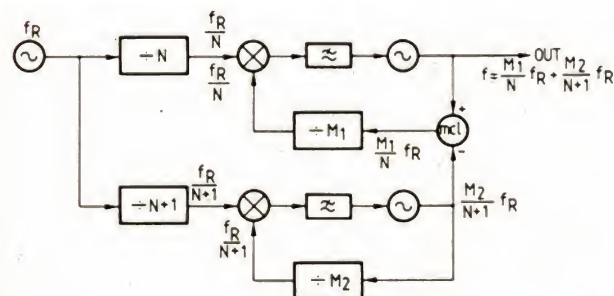 fR
÷N
fR/N
fR/N
≈
~
OUT
f=M1/N fR + M2/N+1 fR
+
mcl
-
÷M1
M1/N fR
÷N+1
fR/N+1
fR/N+1
≈
~
M2/N+1 fR
÷M2